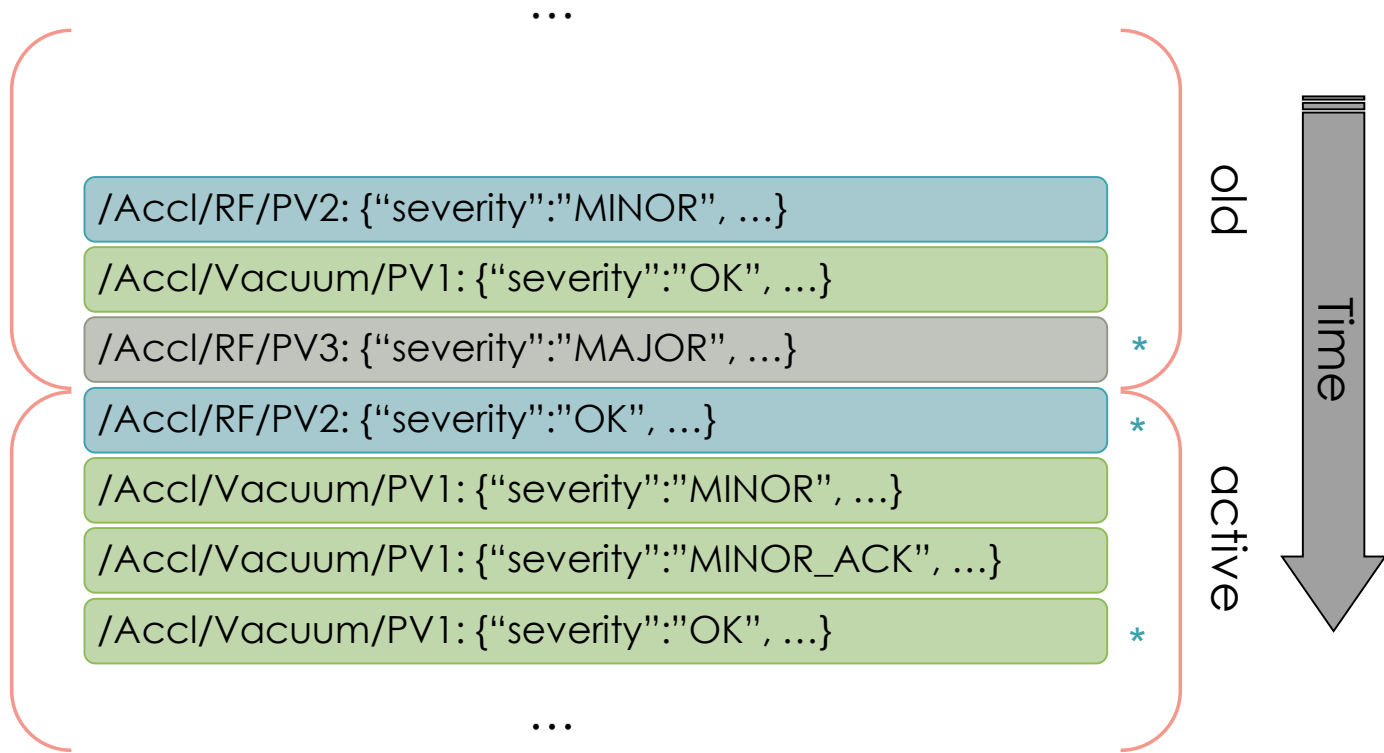 …
/Accl/RF/PV2: {“severity”:”MINOR”, …}
/Accl/Vacuum/PV1: {“severity”:”OK”, …}
/Accl/RF/PV3: {“severity”:”MAJOR”, …}
*
/Accl/RF/PV2: {“severity”:”OK”, …}
*
/Accl/Vacuum/PV1: {“severity”:”MINOR”, …}
/Accl/Vacuum/PV1: {“severity”:”MINOR_ACK”, …}
/Accl/Vacuum/PV1: {“severity”:”OK”, …}
*
…
old
active
Time